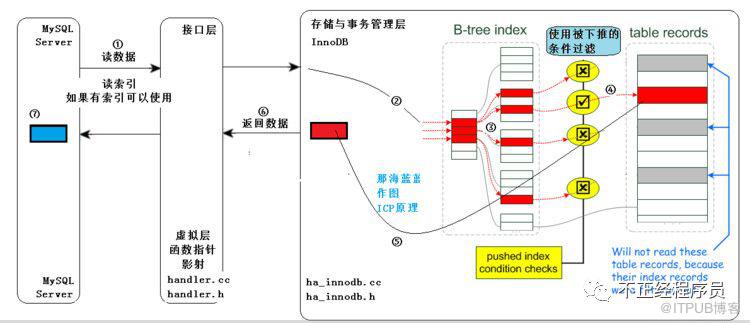 MySQL
Server
①
读数据
读索引
如果有索引可以使用
⑦
MySQL
Server
接口层
虚拟层
函数指针
影射
handler.cc
handler.h
存储与事务管理层
InnoDB
②
⑥
返回数据
那海蓝蓝
作图
ICP原理
⑤
ha_innodb.cc
ha_innodb.h
B-tree index
③
使用被下推的
条件过滤
④
pushed index
condition checks
table records
Will not read these
table records, because
their index records
不正经程序员
@ITPUB博客